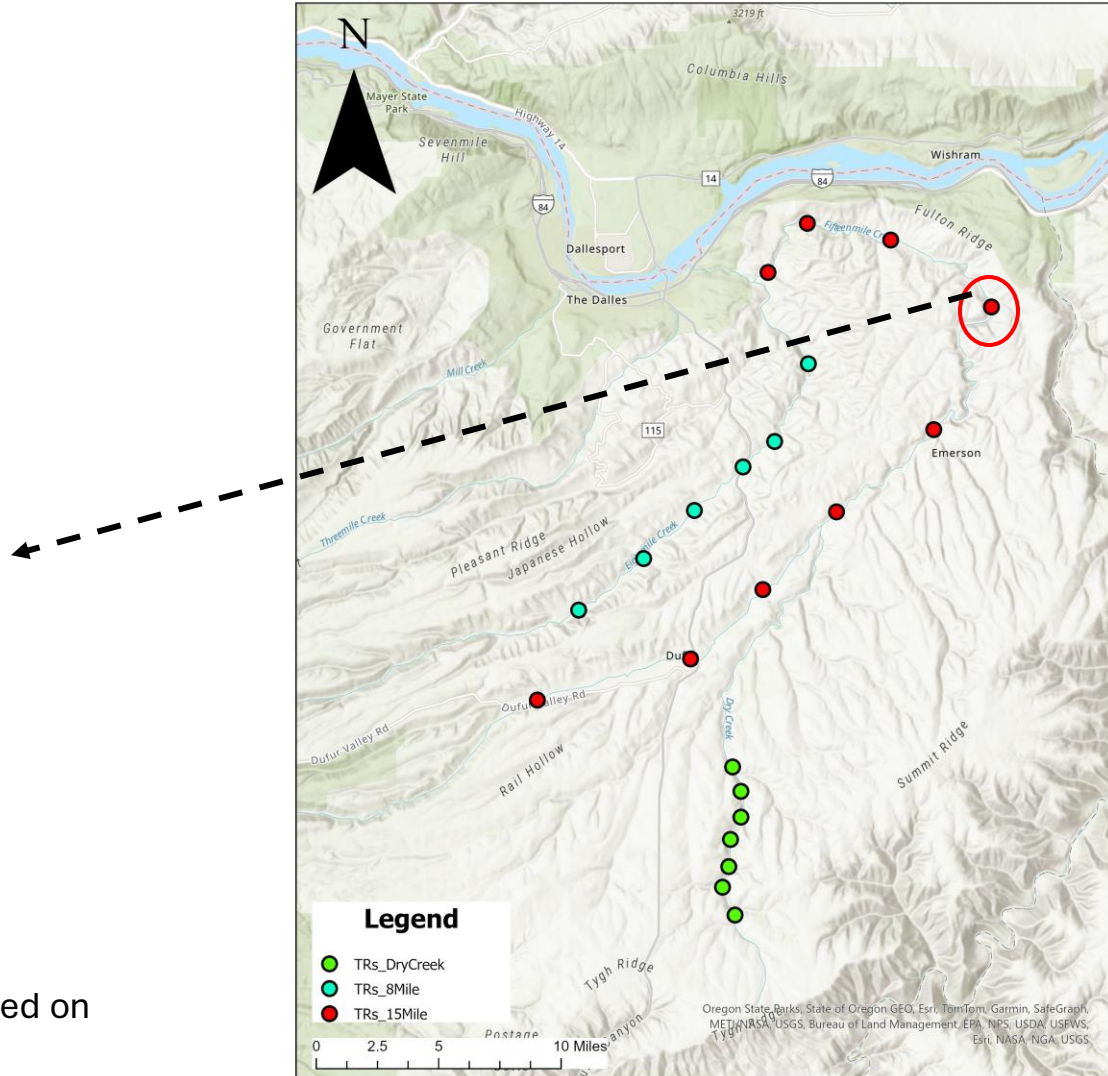 3219 ft
N
Columbia Hills
Mayer State
Park
Highway 14
Sevenmile
Hill
Wishram
14
84
84
Fulton Ridge
Fifteenmile Cr
Dallesport
The Dalles
Government
Flat
Mill Creek
115
Emerson
Threemile Creek
Pleasant Ridge
Japanese Hollow
Creek
Du
Dufur Valley Rd
Dry Creek
Dufur Valley Rd
Rail Hollow
Summit Ridge
Legend
TRs_DryCreek
TRs_8Mile
TRs_15Mile
Tygh Ridge
ed on
Oregon State Parks, State of Oregon GEO, Esri, TomTom, Garmin, SafeGraph,
METI/NASA, USGS, Bureau of Land Management, EPA, NPS, USDA, USFWS,
Esri, NASA, NGA, USGS
Postage
anyon
Tygh Ridge
0 2.5 5 10 Miles